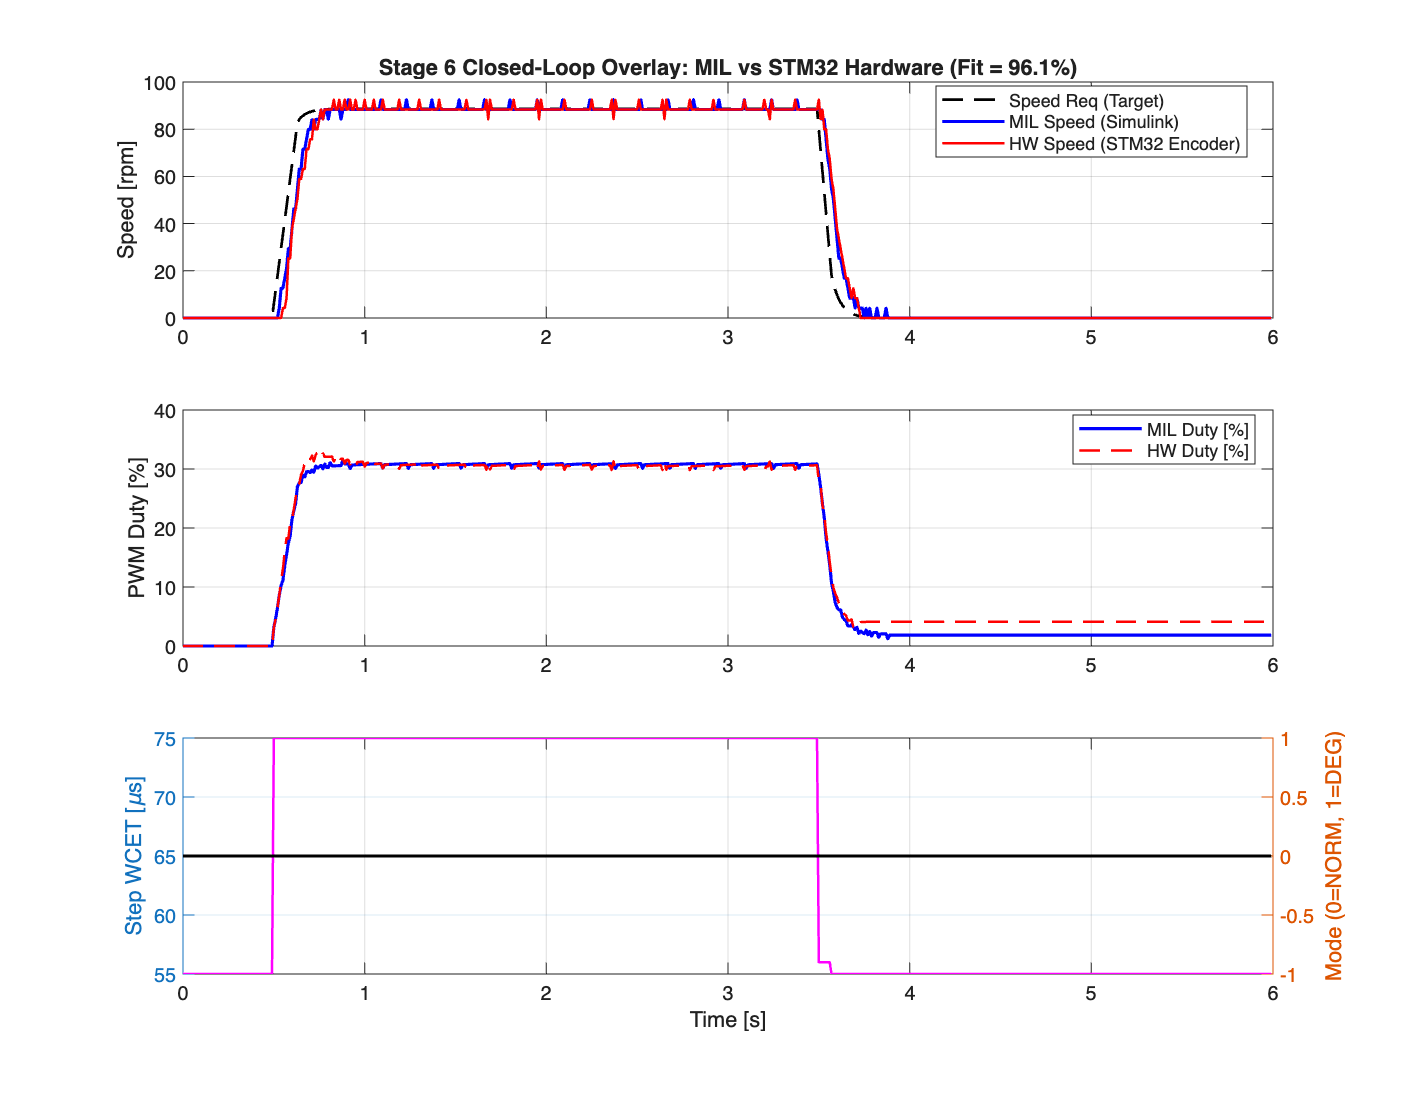 Stage 6 Closed-Loop Overlay: MIL vs STM32 Hardware (Fit = 96.1%)
Speed [rpm]
100
80
60
40
20
0
Speed Req (Target)
MIL Speed (Simulink)
HW Speed (STM32 Encoder)
0 1 2 3 4 5 6
PWM Duty [%]
40
30
20
10
0
MIL Duty [%]
HW Duty [%]
0 1 2 3 4 5 6
Step WCET [µs]
75
70
65
60
55
1
0.5
0
-0.5
-1
Mode (0=NORM, 1=DEG)
0 1 2 3 4 5 6
Time [s]